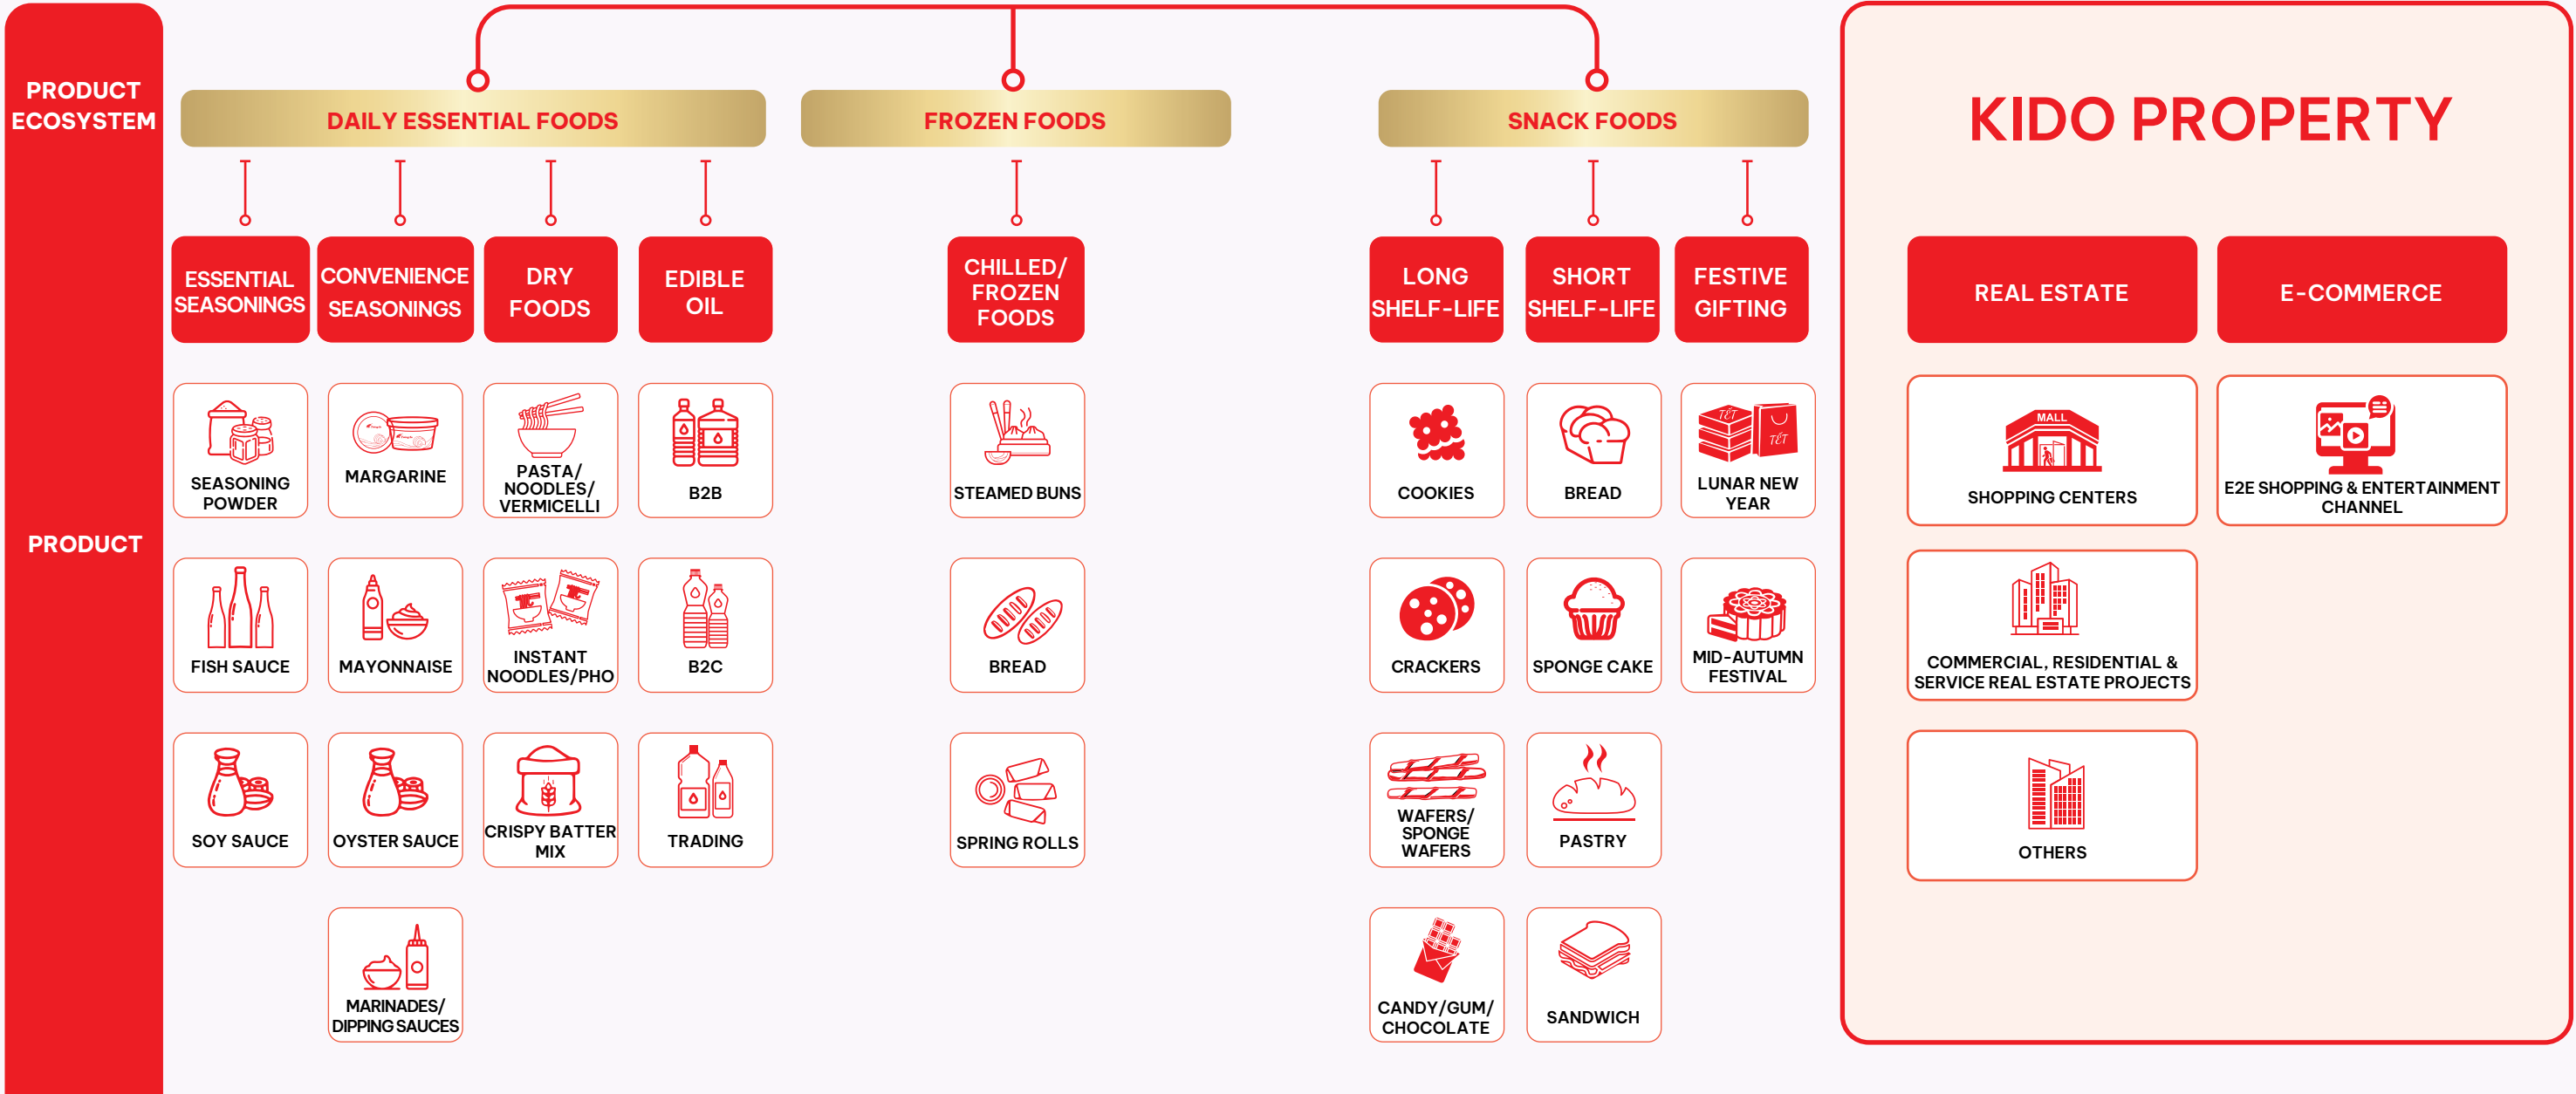 PRODUCT
ECOSYSTEM
DAILY ESSENTIAL FOODS
FROZEN FOODS
SNACK FOODS
KIDO PROPERTY
ESSENTIAL
SEASONINGS
CONVENIENCE
SEASONINGS
DRY
FOODS
EDIBLE
OIL
CHILLED/
FROZEN
FOODS
LONG
SHELF-LIFE
SHORT
SHELF-LIFE
FESTIVE
GIFTING
REAL ESTATE
E-COMMERCE
PRODUCT
SEASONING
POWDER
MARGARINE
PASTA/
NOODLES/
VERMICELLI
B2B
STEAMED BUNS
COOKIES
BREAD
TẾT
TẾT
LUNAR NEW
YEAR
MALL
SHOPPING CENTERS
E2E SHOPPING & ENTERTAINMENT
CHANNEL
FISH SAUCE
MAYONNAISE
INSTANT
NOODLES/PHO
B2C
BREAD
CRACKERS
SPONGE CAKE
MID-AUTUMN
FESTIVAL
COMMERCIAL, RESIDENTIAL &
SERVICE REAL ESTATE PROJECTS
SOY SAUCE
OYSTER SAUCE
CRISPY BATTER
MIX
TRADING
SPRING ROLLS
WAFERS/
SPONGE
WAFERS
PASTRY
OTHERS
MARINADES/
DIPPING SAUCES
CANDY/GUM/
CHOCOLATE
SANDWICH